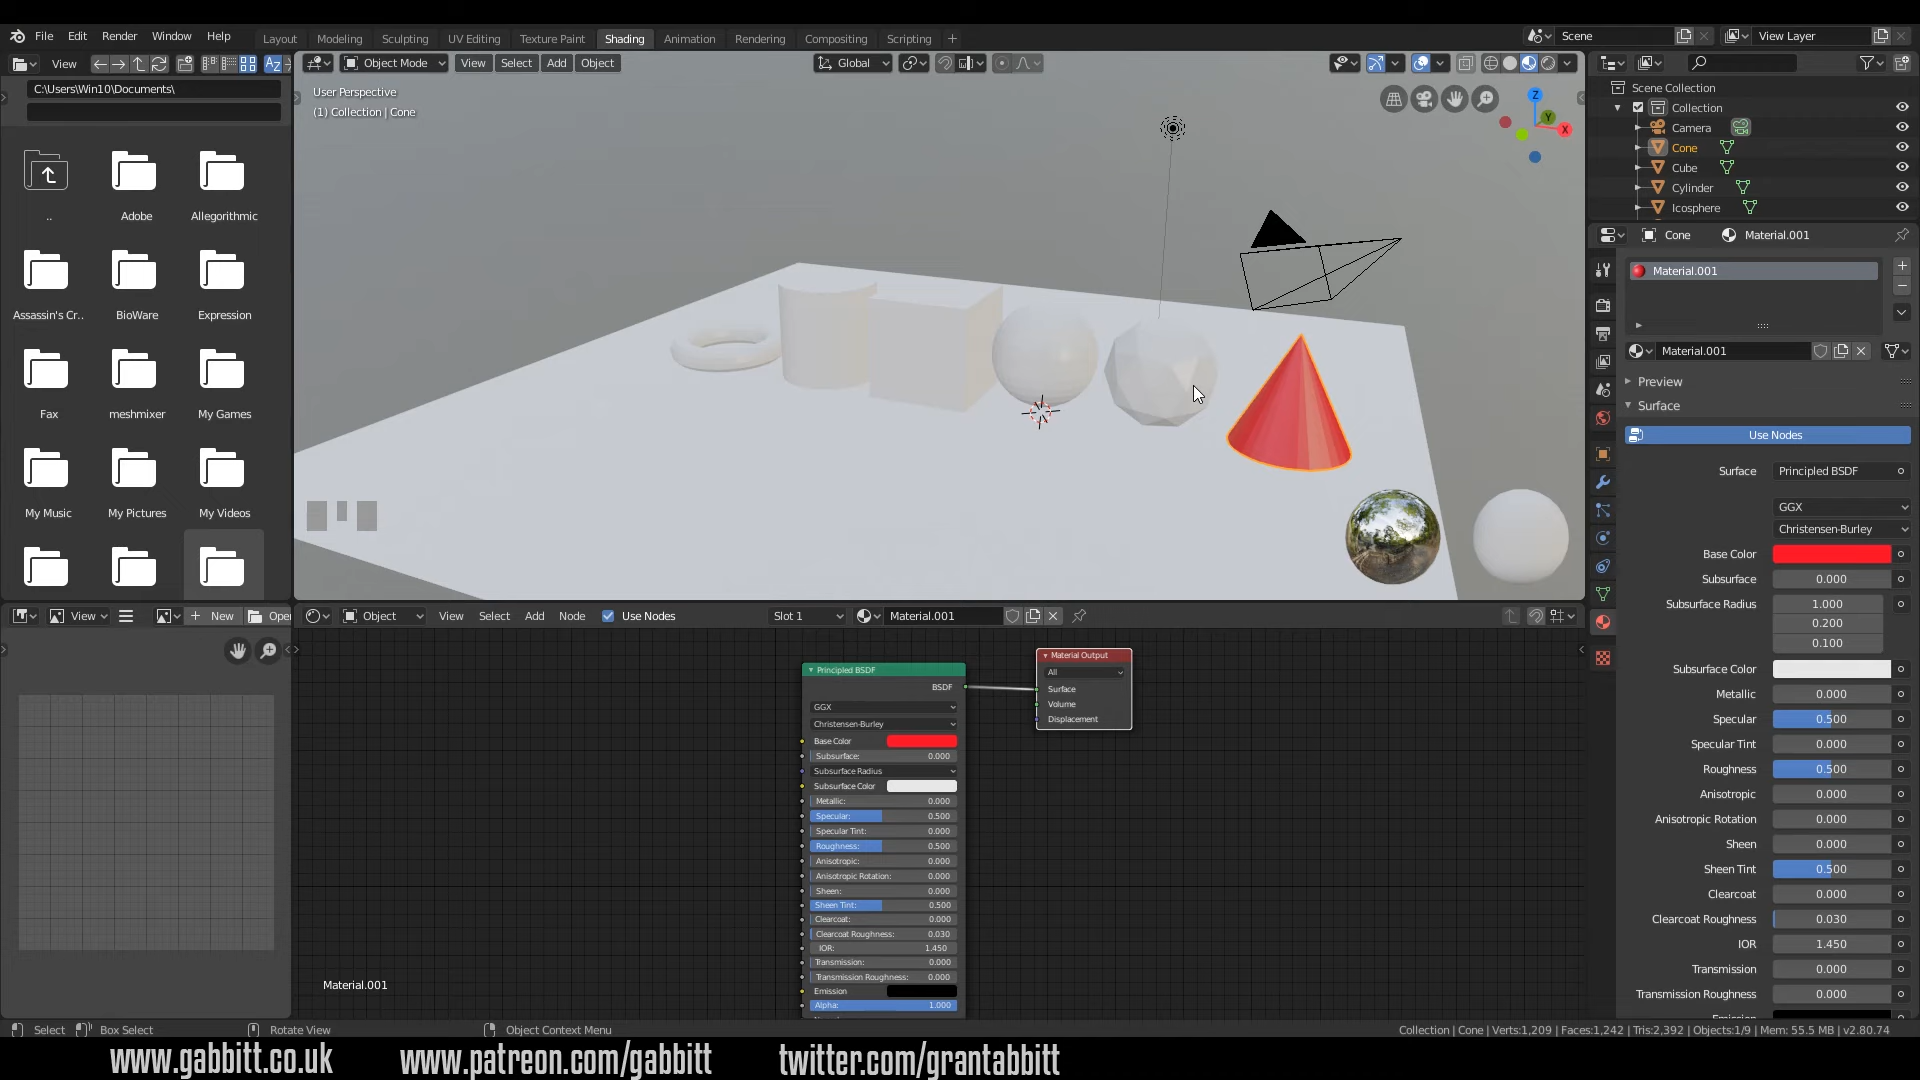 File Edit Render Window Help Layout Modeling Sculpting UV Editing Texture Paint Shading Animation Rendering Compositing Scripting + Scene View Layer
View
C:\Users\Win10\Documents\
..
Adobe
Allegorithmic
Assassin's Cr..
BioWare
Expression
Fax
meshmixer
My Games
My Music
My Pictures
My Videos
Object Mode View Select Add Object Global
User Perspective
(1) Collection | Cone
Z
Y
X
Scene Collection
Collection
Camera
Cone
Cube
Cylinder
Icosphere
Cone Material.001
Material.001
Material.001
Preview
Surface
Use Nodes
Surface Principled BSDF
GGX
Christensen-Burley
Base Color
Subsurface 0.000
Subsurface Radius 1.000
0.200
0.100
Subsurface Color
Metallic 0.000
Specular 0.500
Specular Tint 0.000
Roughness 0.500
Anisotropic 0.000
Anisotropic Rotation 0.000
Sheen 0.000
Sheen Tint 0.500
Clearcoat 0.000
Clearcoat Roughness 0.030
IOR 1.450
Transmission 0.000
Transmission Roughness 0.000
View + New Open
Object View Select Add Node Use Nodes Slot 1 Material.001
Principled BSDF
BSDF
GGX
Christensen-Burley
Base Color
Subsurface: 0.000
Subsurface Radius
Subsurface Color
Metallic: 0.000
Specular: 0.500
Specular Tint: 0.000
Roughness: 0.500
Anisotropic: 0.000
Anisotropic Rotation: 0.000
Sheen: 0.000
Sheen Tint: 0.500
Clearcoat: 0.000
Clearcoat Roughness: 0.030
IOR: 1.450
Transmission: 0.000
Transmission Roughness: 0.000
Emission
Alpha: 1.000
Material Output
All
Surface
Volume
Displacement
Material.001
Select Box Select Rotate View Object Context Menu Collection | Cone | Verts:1,209 | Faces:1,242 | Tris:2,392 | Objects:1/9 | Mem: 55.5 MB | v2.80.74
www.gabbitt.co.uk www.patreon.com/gabbitt twitter.com/grantabbitt